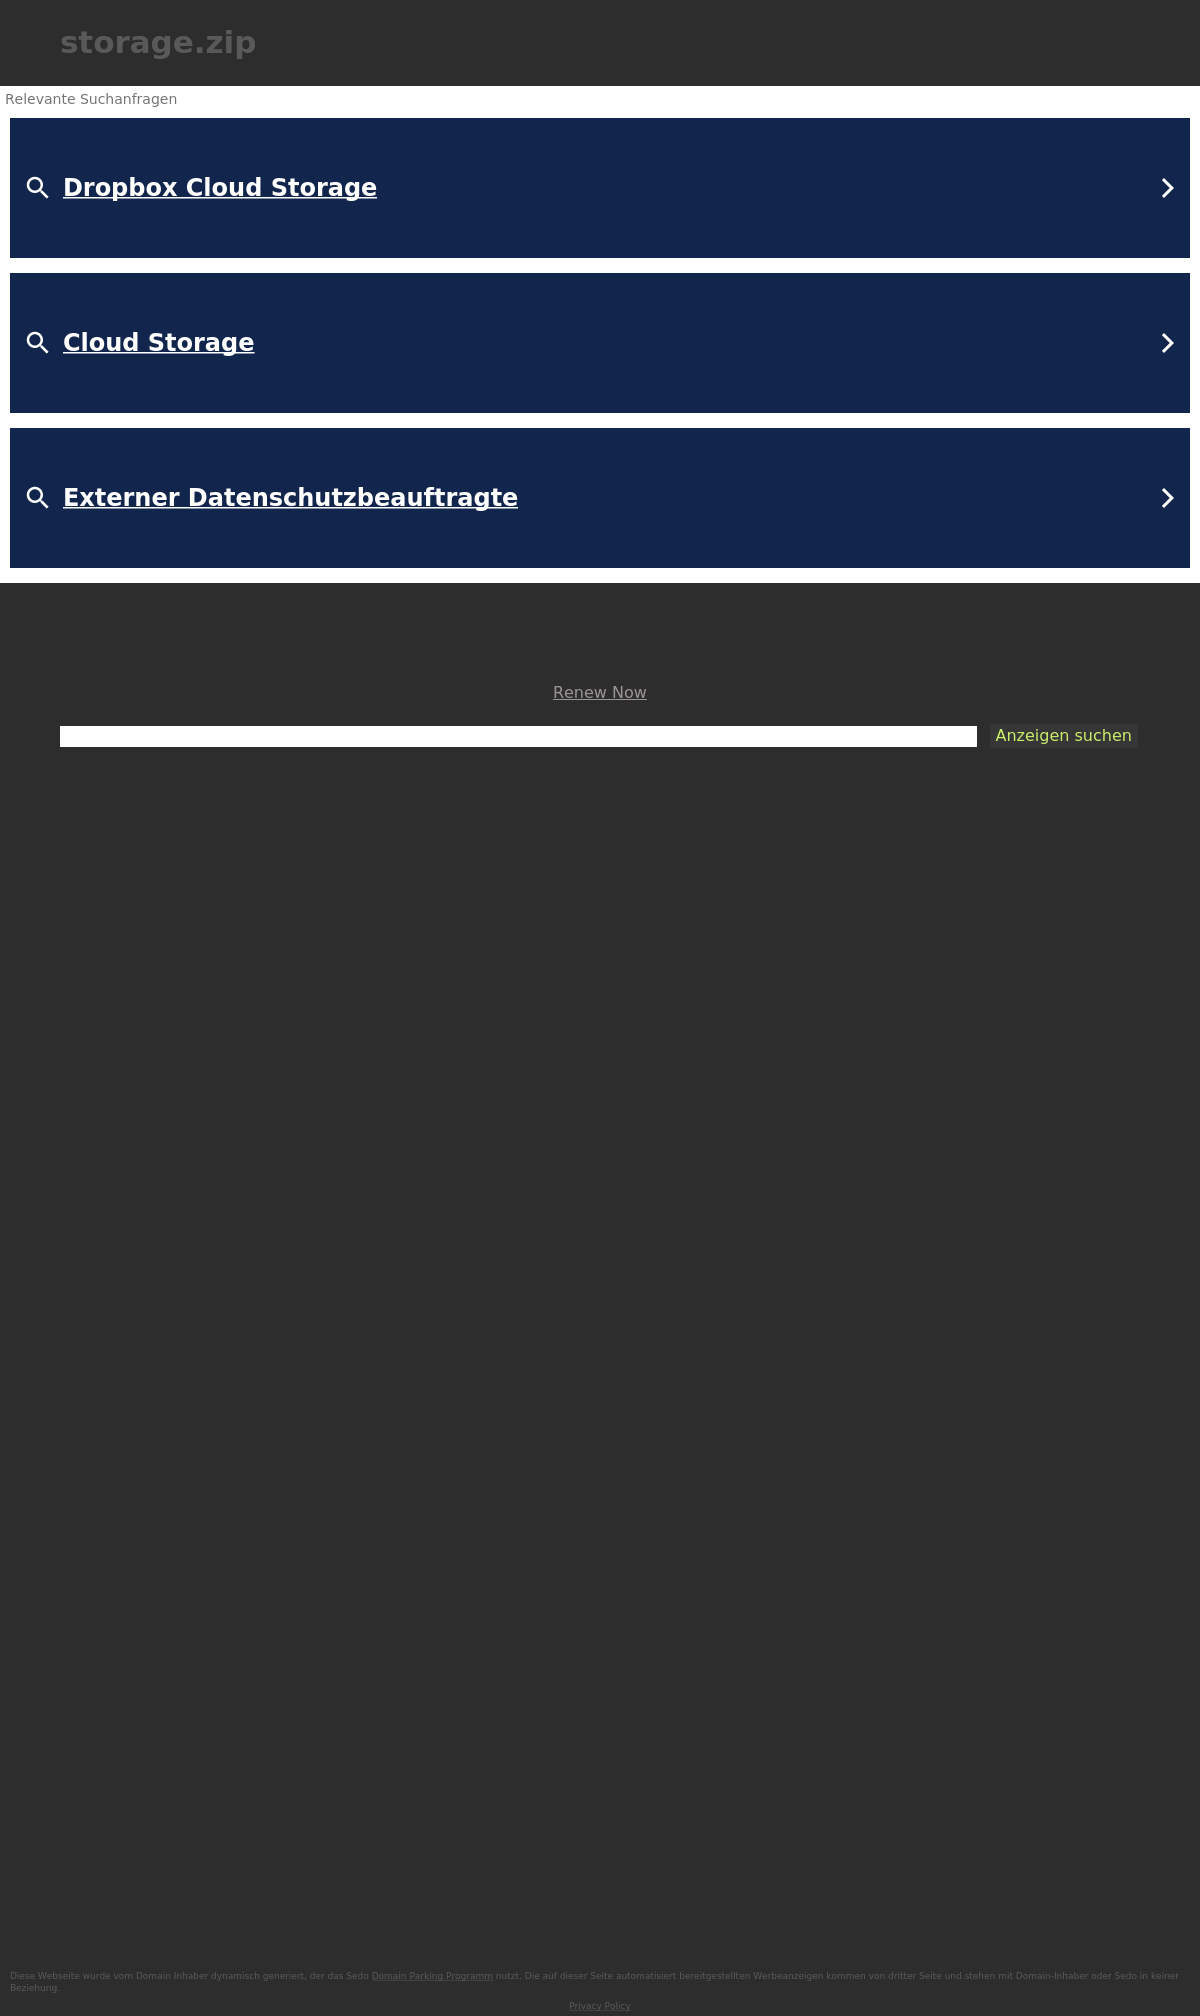 storage.zip
Relevante Suchanfragen
Dropbox Cloud Storage
Cloud Storage
Externer Datenschutzbeauftragte
Renew Now
Anzeigen suchen
Diese Webseite wurde vom Domain Inhaber dynamisch generiert, der das Sedo Domain Parking Programm nutzt. Die auf dieser Seite automatisiert bereitgestellten Werbeanzeigen kommen von dritter Seite und stehen mit Domain-Inhaber oder Sedo in keiner
Beziehung.
Privacy Policy